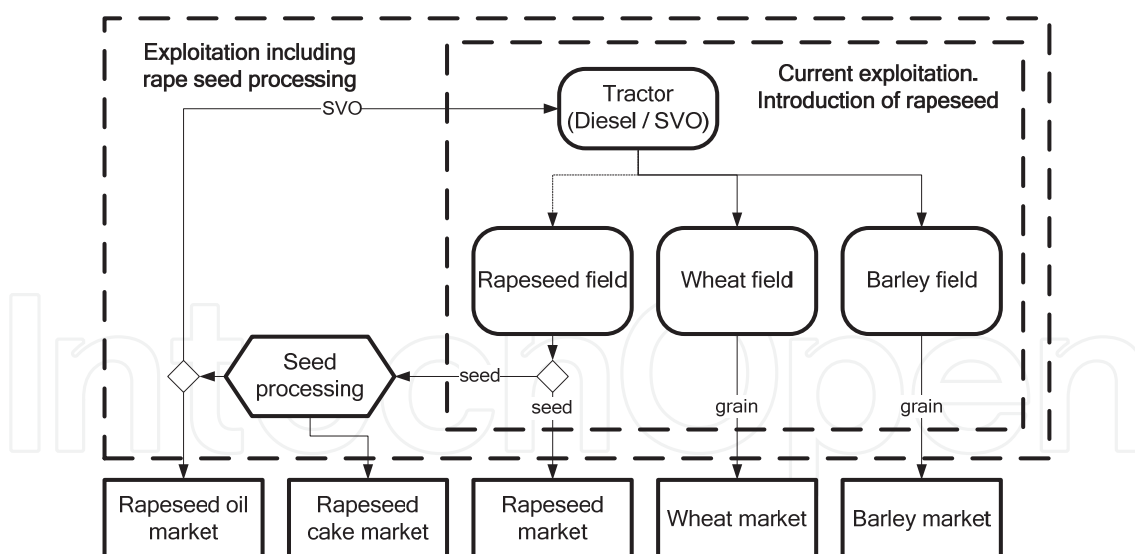 Exploitation including
rape seed processing
Current exploitation.
Introduction of rapeseed
SVO
Tractor
(Diesel / SVO)
Rapeseed field
Wheat field
Barley field
Seed
processing
seed
seed
grain
grain
Rapeseed oil
market
Rapeseed
cake market
Rapeseed
market
Wheat market
Barley market
IntechOpen